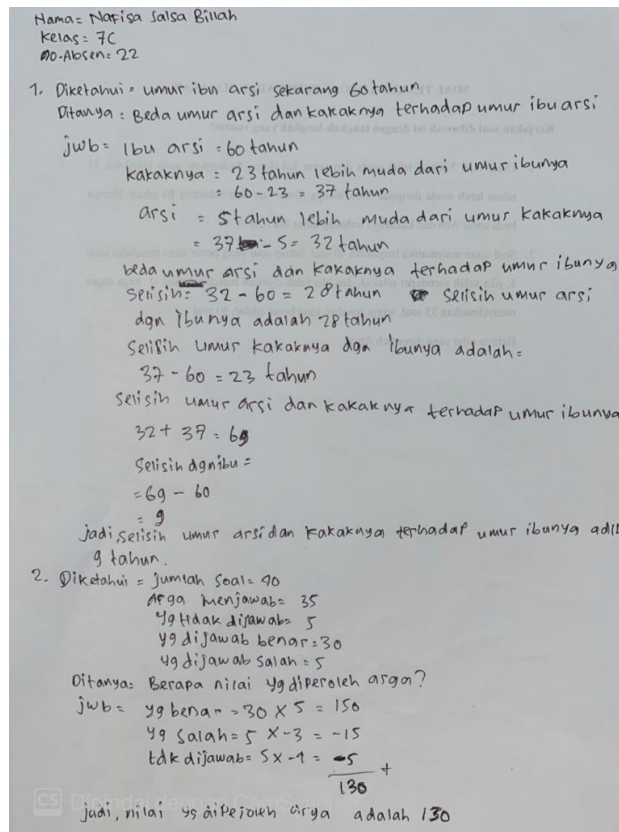 Nama = Nafisa Salsa Billah
Kelas = 7C
No-Absen = 22
1. Diketahui = umur ibu arsi sekarang 60 tahun
Ditanya : Beda umur arsi dan kakaknya terhadap umur ibu arsi
jwb = Ibu arsi = 60 tahun
kakaknya = 23 tahun lebih muda dari umur ibunya
= 60 - 23 = 37 tahun
arsi = 5 tahun lebih muda dari umur kakaknya
= 37 - 5 = 32 tahun
beda umur arsi dan kakaknya terhadap umur ibunya
Selisih = 32 - 60 = 28 tahun selisih umur arsi
dgn ibunya adalah 28 tahun
Selisih umur kakaknya dgn ibunya adalah =
37 - 60 = 23 tahun
Selisih umur arsi dan kakaknya terhadap umur ibunya
32 + 37 = 69
Selisih dgn ibu =
= 69 - 60
= 9
jadi, selisih umur arsi dan kakaknya terhadap umur ibunya adl
9 tahun.
2. Diketahui = jumlah Soal = 40
Arga menjawab = 35
yg tidak dijawab = 5
yg dijawab benar = 30
yg dijawab salah = 5
Ditanya = Berapa nilai yg diperoleh arga?
jwb = yg benar = 30 x 5 = 150
yg salah = 5 x -3 = -15
tdk dijawab = 5 x -1 = -5
+
130
jadi, nilai yg diperoleh arga adalah 130
CS Dipindai dengan CamScanner